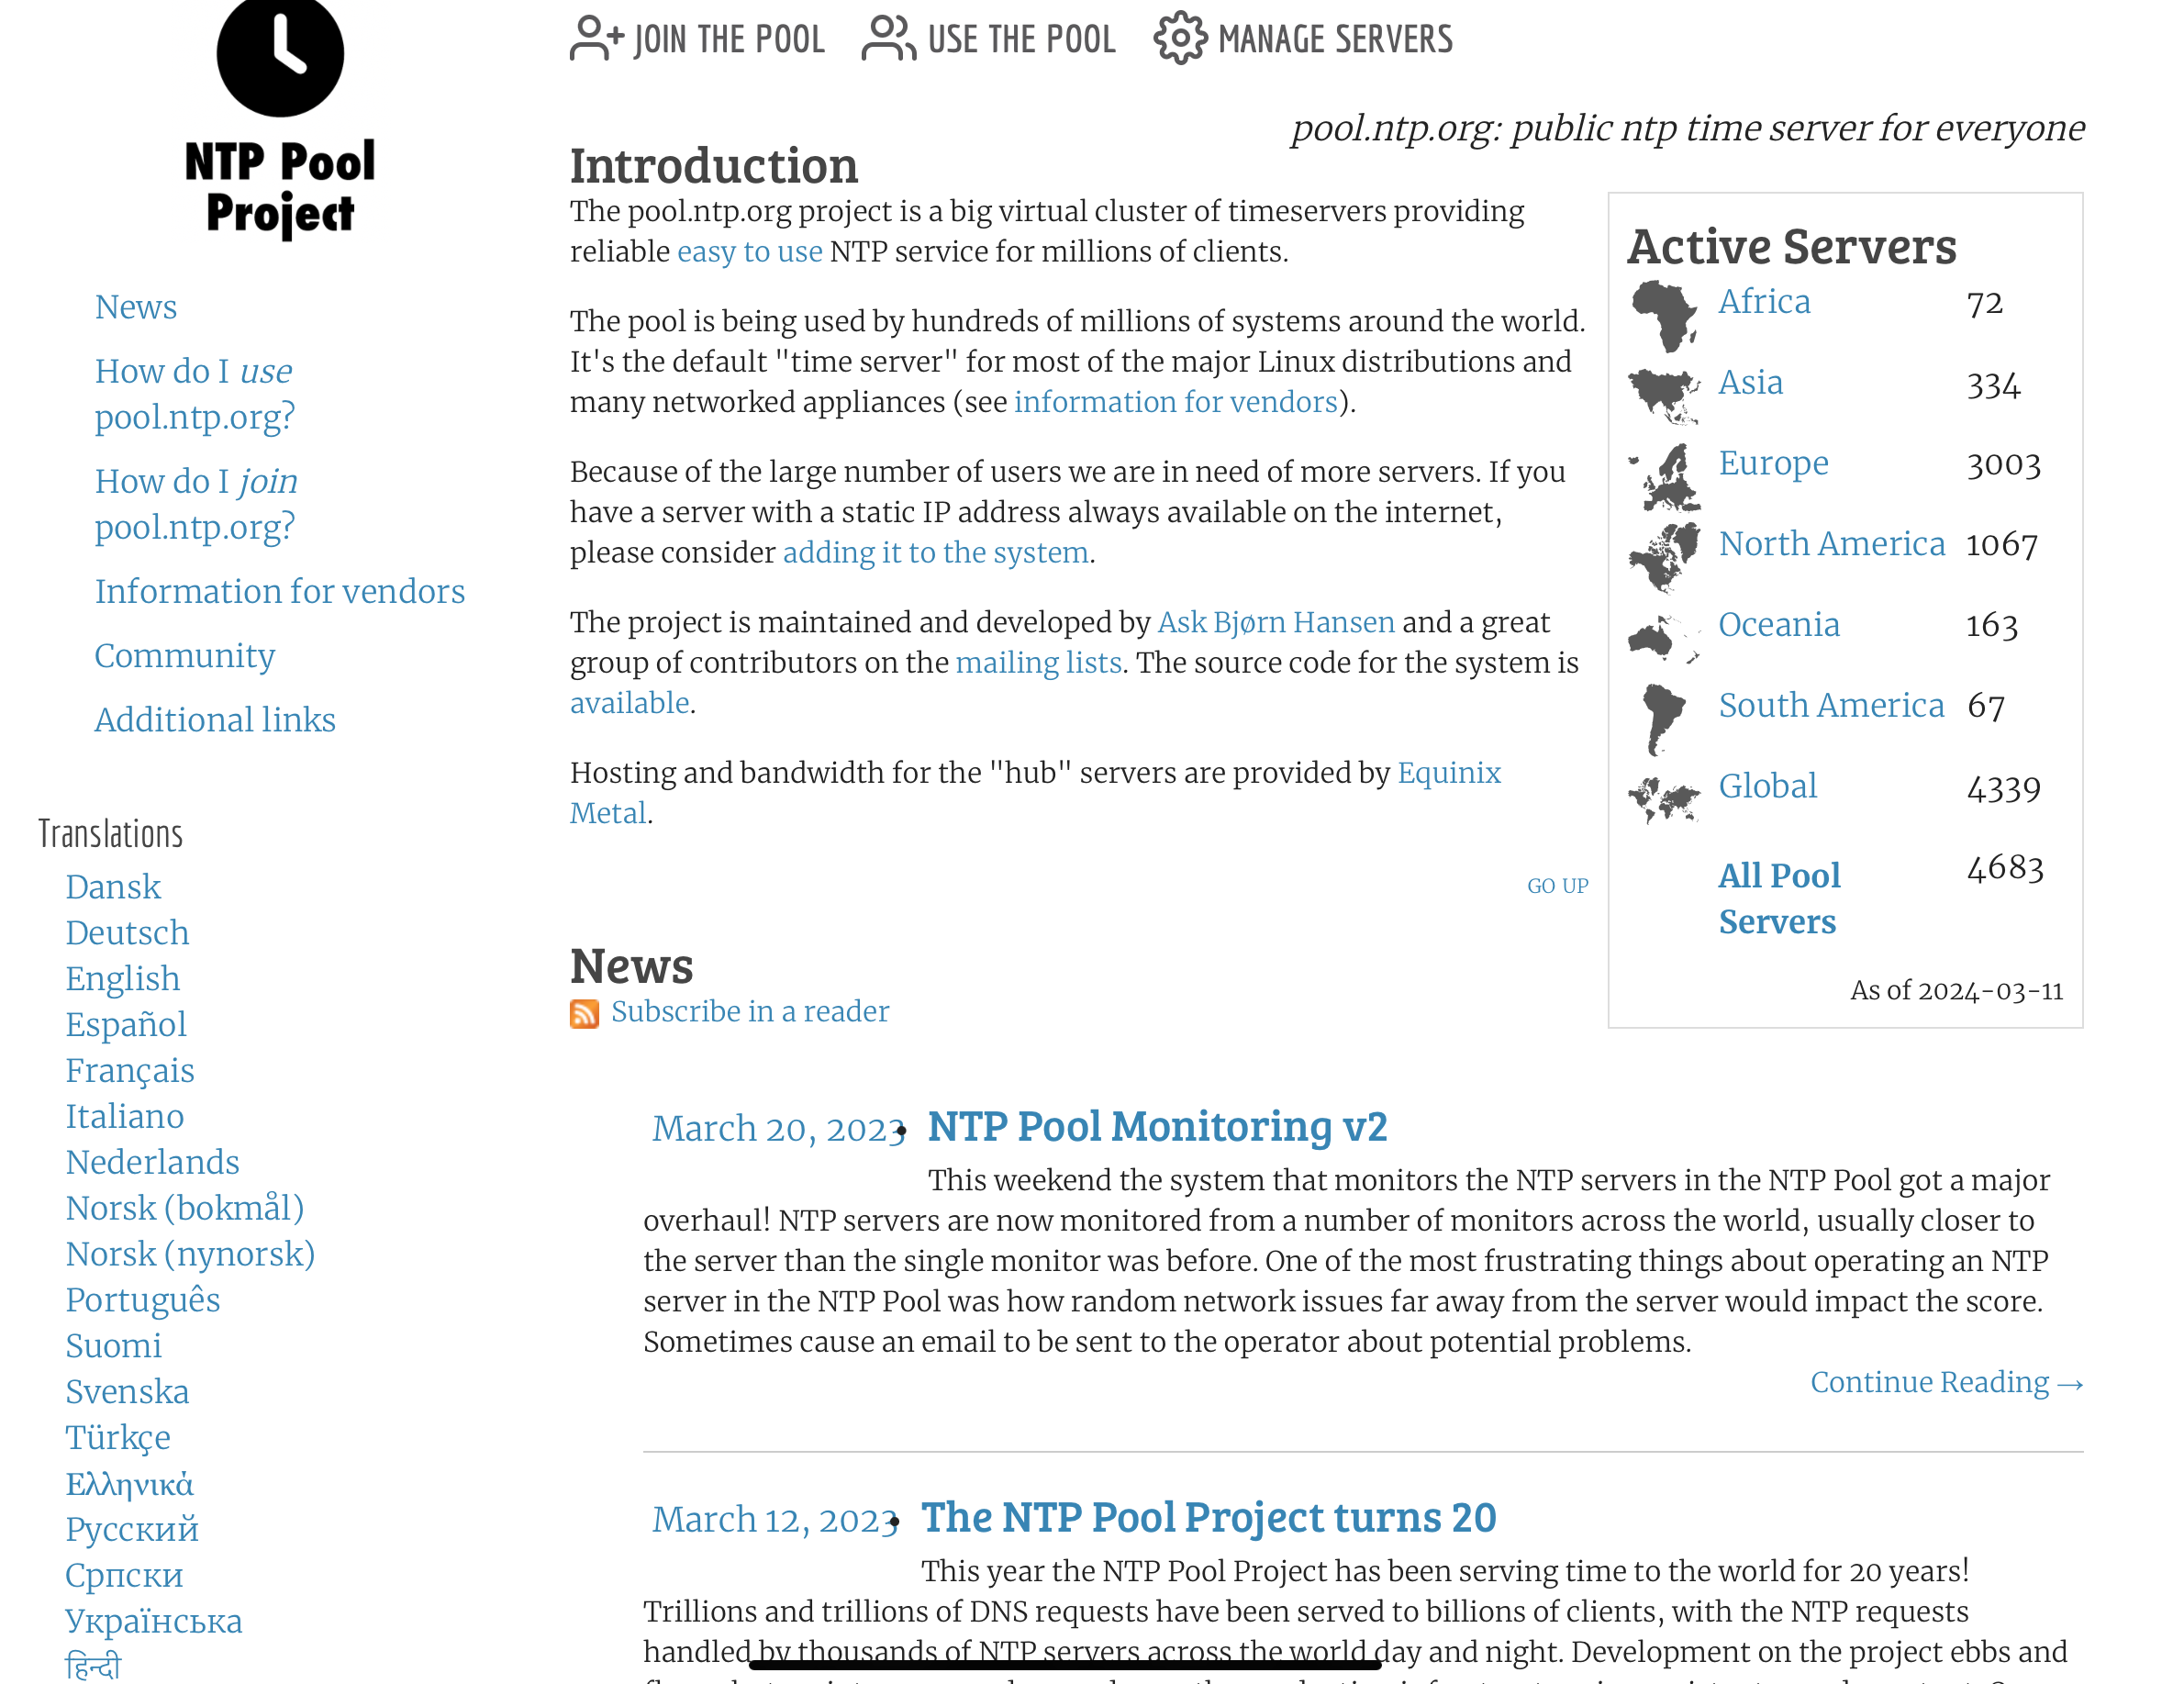 NTP Pool
Project
News
How do I use
pool.ntp.org?
How do I join
pool.ntp.org?
Information for vendors
Community
Additional links
Translations
Dansk
Deutsch
English
Español
Français
Italiano
Nederlands
Norsk (bokmål)
Norsk (nynorsk)
Português
Suomi
Svenska
Türkçe
Ελληνικά
Русский
Српски
Українська
हिन्दी
JOIN THE POOL USE THE POOL MANAGE SERVERS
pool.ntp.org: public ntp time server for everyone
Introduction
The pool.ntp.org project is a big virtual cluster of timeservers providing
reliable easy to use NTP service for millions of clients.
The pool is being used by hundreds of millions of systems around the world.
It's the default "time server" for most of the major Linux distributions and
many networked appliances (see information for vendors).
Because of the large number of users we are in need of more servers. If you
have a server with a static IP address always available on the internet,
please consider adding it to the system.
The project is maintained and developed by Ask Bjørn Hansen and a great
group of contributors on the mailing lists. The source code for the system is
available.
Hosting and bandwidth for the "hub" servers are provided by Equinix
Metal.
GO UP
Active Servers
Africa 72
Asia 334
Europe 3003
North America 1067
Oceania 163
South America 67
Global 4339
All Pool 4683
Servers
As of 2024-03-11
News
Subscribe in a reader
March 20, 2023 • NTP Pool Monitoring v2
This weekend the system that monitors the NTP servers in the NTP Pool got a major
overhaul! NTP servers are now monitored from a number of monitors across the world, usually closer to
the server than the single monitor was before. One of the most frustrating things about operating an NTP
server in the NTP Pool was how random network issues far away from the server would impact the score.
Sometimes cause an email to be sent to the operator about potential problems.
Continue Reading →
March 12, 2023 • The NTP Pool Project turns 20
This year the NTP Pool Project has been serving time to the world for 20 years!
Trillions and trillions of DNS requests have been served to billions of clients, with the NTP requests
handled by thousands of NTP servers across the world day and night. Development on the project ebbs and